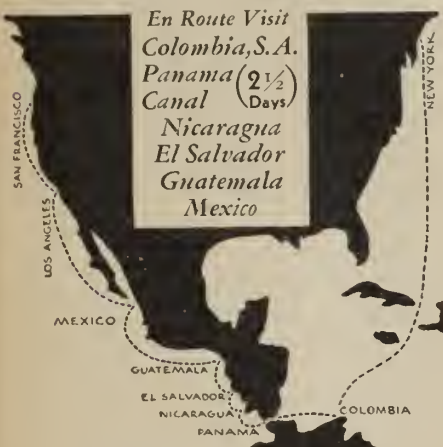 En Route Visit
Colombia, S.A.
Panama (2½
Canal Days)
Nicaragua
El Salvador
Guatemala
Mexico
NEW YORK
SAN FRANCISCO
LOS ANGELES
MEXICO
GUATEMALA
EL SALVADOR
NICARAGUA
PANAMA
COLOMBIA